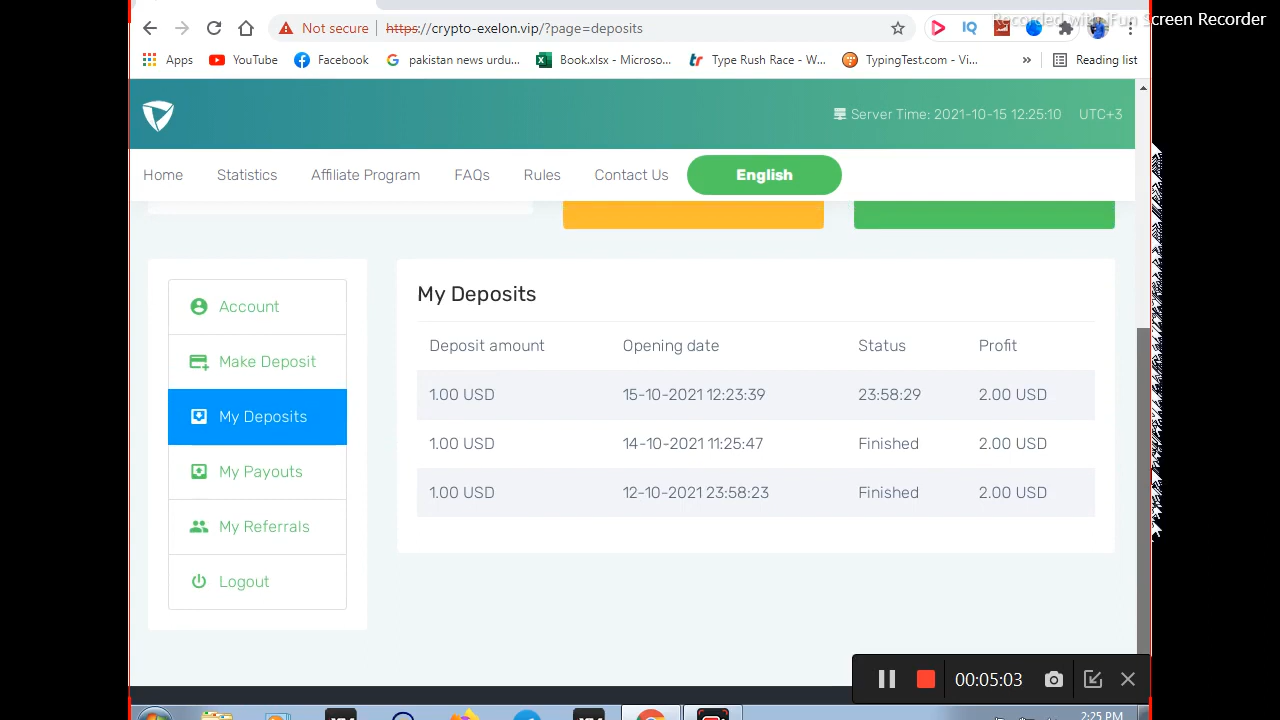 Recorded with iFun Screen Recorder
Not secure https://crypto-exelon.vip/?page=deposits
Apps YouTube Facebook pakistan news urdu... Book.xlsx - Microso... Type Rush Race - W... TypingTest.com - Vi... » Reading list
Server Time: 2021-10-15 12:25:10 UTC+3
Home Statistics Affiliate Program FAQs Rules Contact Us English
Account
Make Deposit
My Deposits
My Payouts
My Referrals
Logout
My Deposits
Deposit amount Opening date Status Profit
1.00 USD 15-10-2021 12:23:39 23:58:29 2.00 USD
1.00 USD 14-10-2021 11:25:47 Finished 2.00 USD
1.00 USD 12-10-2021 23:58:23 Finished 2.00 USD
00:05:03
2:25 PM